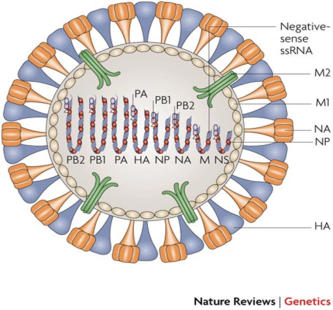 Negative-
sense
ssRNA
M2
PA
PB1
PB2
M1
NA
NP
PB2 PB1 PA HA NP NA M NS
HA
Nature Reviews | Genetics